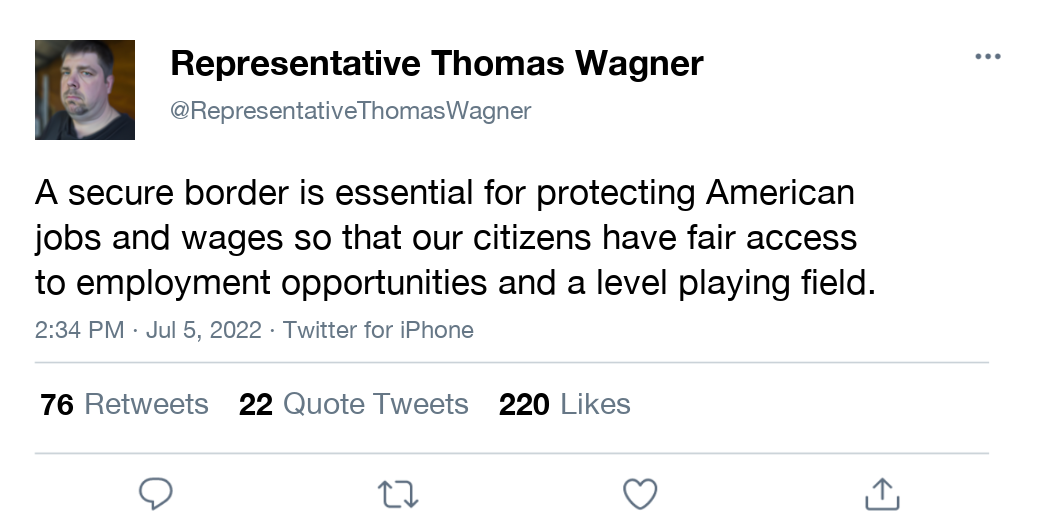 Representative Thomas Wagner
@RepresentativeThomasWagner
A secure border is essential for protecting American
jobs and wages so that our citizens have fair access
to employment opportunities and a level playing field.
2:34 PM · Jul 5, 2022 · Twitter for iPhone
76 Retweets 22 Quote Tweets 220 Likes